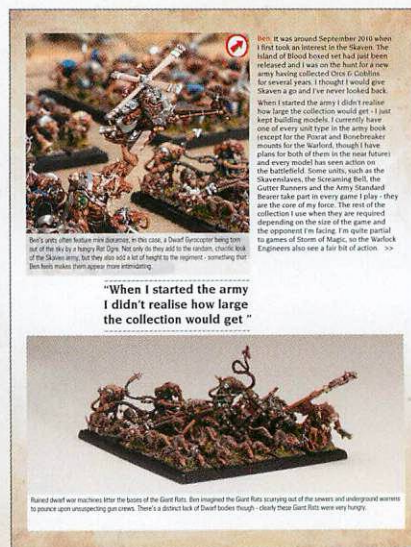 Ben: It was around September 2010 when
I first took an interest in the Skaven. The
Island of Blood boxed set had just been
released and I was on the hunt for a new
army having collected Orcs & Goblins
for several years. I thought I would give
Skaven a go and I've never looked back.
When I started the army I didn't realise
how large the collection would get - I just
kept building models. I currently have
one of every unit type in the army book
(except for the Poxrat and Bonebreaker
mounts for the Warlord, though I have
plans for both of them in the near future)
and every model has seen action on
the battlefield. Some units, such as the
Skavenslaves, the Screaming Bell, the
Gutter Runners and the Army Standard
Bearer take part in every game I play - they
are the core of my force. The rest of the
collection I use when they are required
depending on the size of the game and
the opponent I'm facing. I'm quite partial
to games of Storm of Magic, so the Warlock
Engineers also see a fair bit of action. >>
Ben's units often feature mini dioramas, in this case, a Dwarf Gyrocopter being torn
out of the sky by a hungry Rat Ogre. Not only do they add to the random, chaotic look
of the Skaven army, but they also add a lot of height to the regiment - something that
Ben feels makes them appear more intimidating.
"When I started the army
I didn't realise how large
the collection would get "
Ruined dwarf war machines litter the bases of the Giant Rats. Ben imagined the Giant Rats scurrying out of the sewers and underground warrens
to pounce upon unsuspecting gun crews. There's a distinct lack of Dwarf bodies though - clearly these Giant Rats were very hungry.